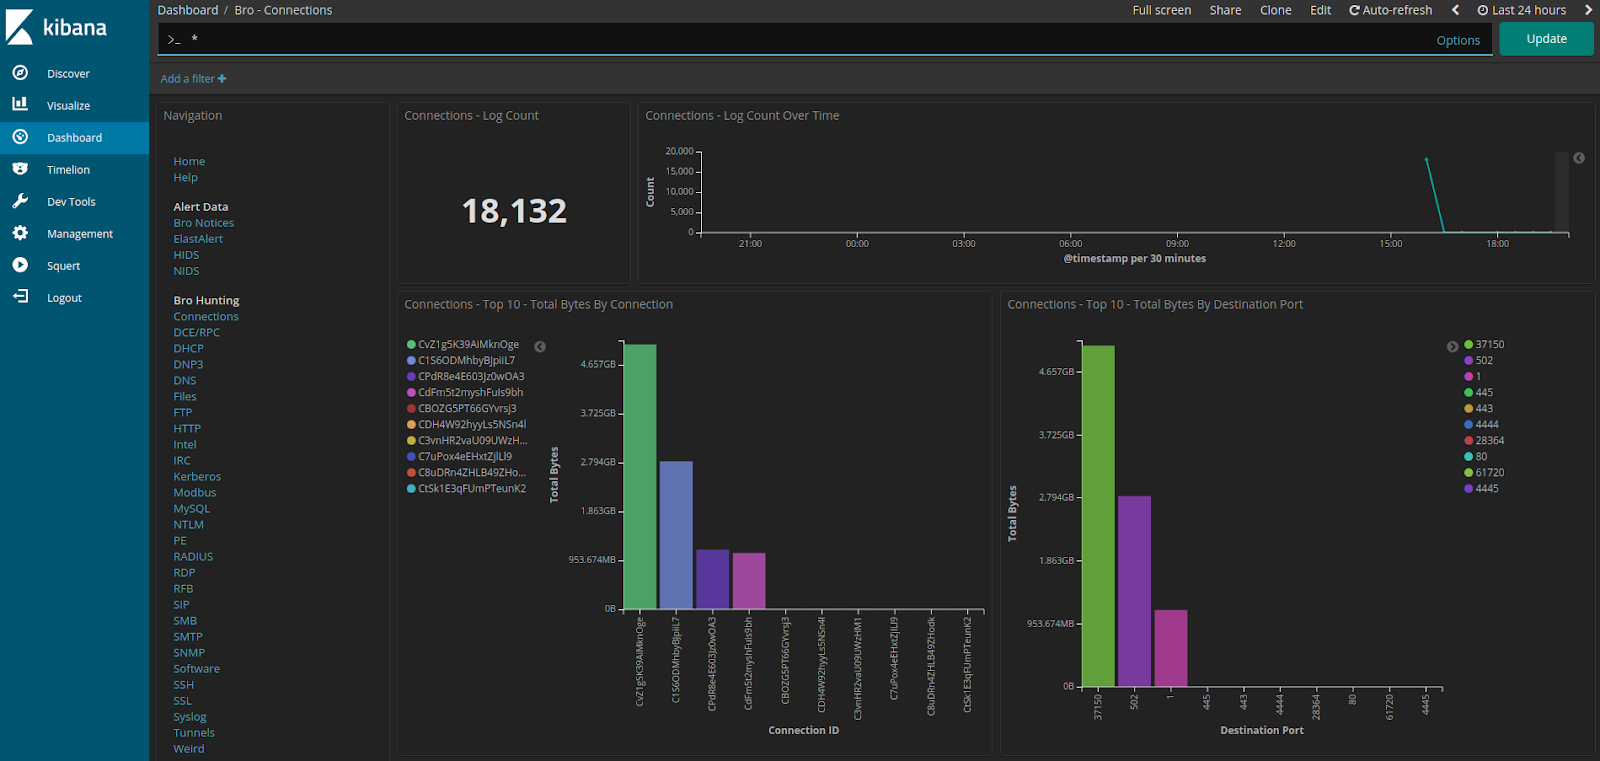 kibana
Discover
Visualize
Dashboard
Timelion
Dev Tools
Management
Squert
Logout
Dashboard / Bro - Connections
Full screen Share Clone Edit Auto-refresh Last 24 hours
>_ *
Options
Update
Add a filter +
Navigation
Home
Help
Alert Data
Bro Notices
ElastAlert
HIDS
NIDS
Bro Hunting
Connections
DCE/RPC
DHCP
DNP3
DNS
Files
FTP
HTTP
Intel
IRC
Kerberos
Modbus
MySQL
NTLM
PE
RADIUS
RDP
RFB
SIP
SMB
SMTP
SNMP
Software
SSH
SSL
Syslog
Tunnels
Weird
Connections - Log Count
18,132
Connections - Log Count Over Time
Count
20,000
15,000
10,000
5,000
0
21:00 00:00 03:00 06:00 09:00 12:00 15:00 18:00
@timestamp per 30 minutes
Connections - Top 10 - Total Bytes By Connection
CvZ1g5K39AiMknOge
C1S6ODMhbyBJpiiL7
CPdR8e4E603Jz0wOA3
CdFm5t2myshFuIs9bh
CBOZG5PT66GYvrsj3
CDH4W92hyyLs5NSn4l
C3vnHR2vaU09UWzH...
C7uPox4eEHxtZJlLl9
C8uDRn4ZHLB49ZHo...
CtSk1E3qFUmPTeunK2
Total Bytes
4.657GB
3.725GB
2.794GB
1.863GB
953.674MB
0B
CvZ1g5K39AiMknOge
C1S6ODMhbyBJpiiL7
CPdR8e4E603Jz0wOA3
CdFm5t2myshFuIs9bh
CBOZG5PT66GYvrsj3
CDH4W92hyyLs5NSn4l
C3vnHR2vaU09UWzHM1
C7uPox4eEHxtZJlLl9
C8uDRn4ZHLB49ZHodk
CtSk1E3qFUmPTeunK2
Connection ID
Connections - Top 10 - Total Bytes By Destination Port
Total Bytes
4.657GB
3.725GB
2.794GB
1.863GB
953.674MB
0B
37150
502
1
445
443
4444
28364
80
61720
4445
Destination Port
37150
502
1
445
443
4444
28364
80
61720
4445